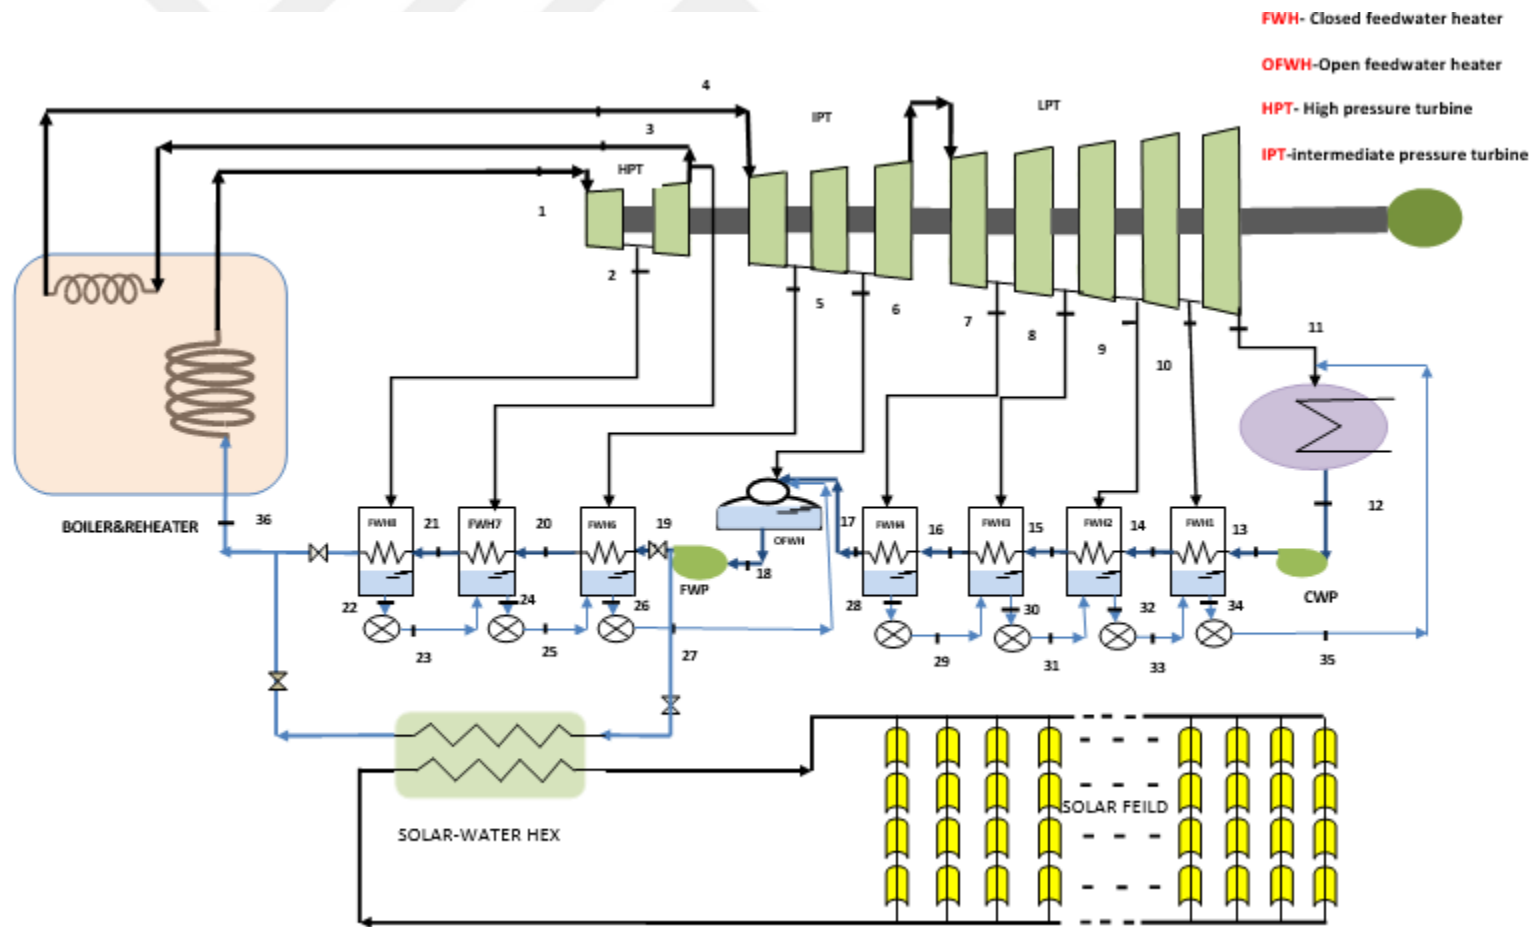 FWH- Closed feedwater heater
OFWH-Open feedwater heater
HPT- High pressure turbine
IPT-intermediate pressure turbine
4
IPT
LPT
3
HPT
1
2
5
6
7
8
9
10
11
12
BOILER&REHEATER
36
FWH8
21
FWH7
20
FWH6
19
OFWH
18
FWP
17
FWH4
16
FWH3
15
FWH2
14
FWH1
13
CWP
22
23
24
25
26
27
28
29
30
31
32
33
34
35
SOLAR-WATER HEX
SOLAR FEILD